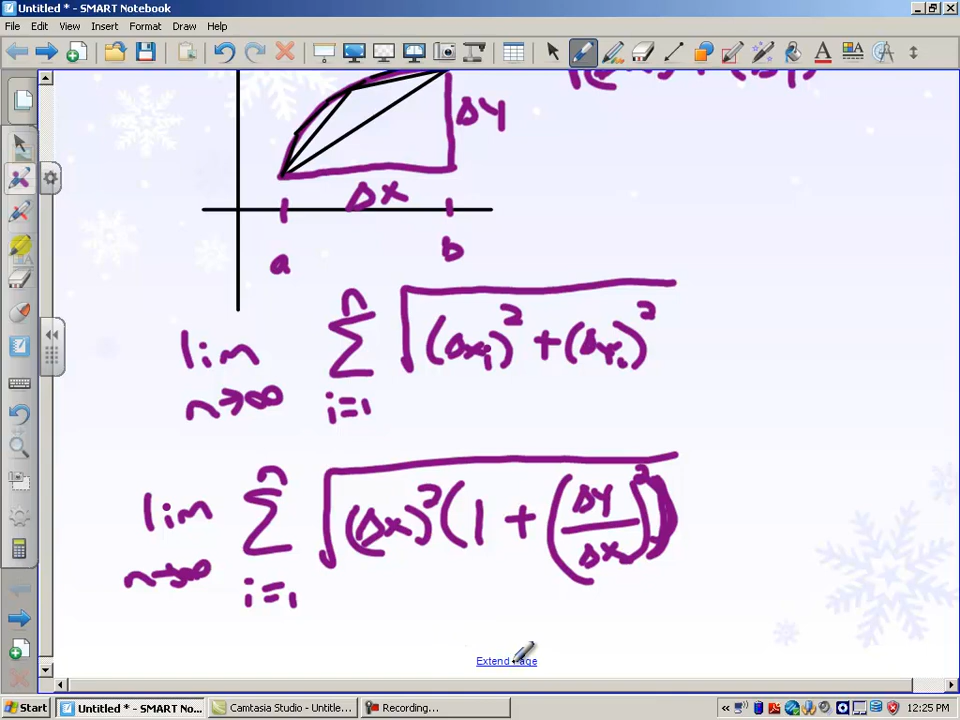 Untitled * - SMART Notebook
File Edit View Insert Format Draw Help
Δy
Δx
a b
lim n→∞ n Σ i=1 √(Δxi)² + (Δyi)²
lim n→∞ n Σ i=1 √(Δx)²(1 + (Δy/Δx)²)
Extend Page
Start Untitled * - SMART No... Camtasia Studio - Untitle... Recording... 12:25 PM